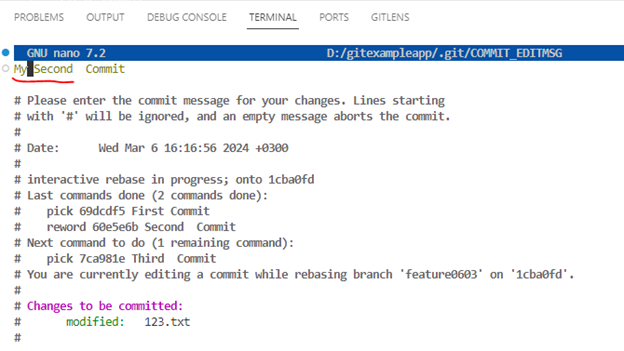 PROBLEMS OUTPUT DEBUG CONSOLE TERMINAL PORTS GITLENS
GNU nano 7.2 D:/gitexampleapp/.git/COMMIT_EDITMSG
My Second  Commit
# Please enter the commit message for your changes. Lines starting
# with '#' will be ignored, and an empty message aborts the commit.
#
# Date:      Wed Mar 6 16:16:56 2024 +0300
#
# interactive rebase in progress; onto 1cba0fd
# Last commands done (2 commands done):
#    pick 69dcdf5 First Commit
#    reword 60e5e6b Second  Commit
# Next command to do (1 remaining command):
#    pick 7ca981e Third  Commit
# You are currently editing a commit while rebasing branch 'feature0603' on '1cba0fd'.
#
# Changes to be committed:
#       modified:   123.txt
#